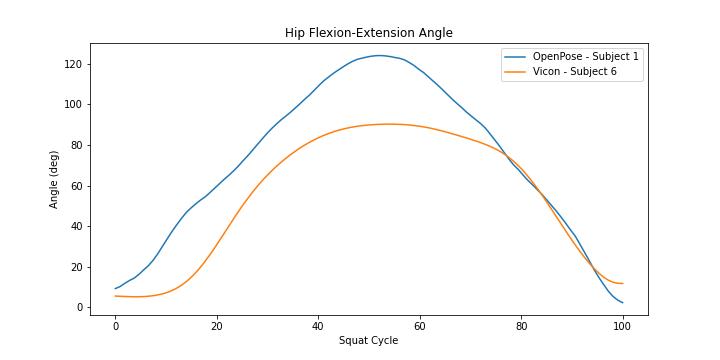 Hip Flexion-Extension Angle
OpenPose - Subject 1
Vicon - Subject 6
Angle (deg)
120
100
80
60
40
20
0
0 20 40 60 80 100
Squat Cycle